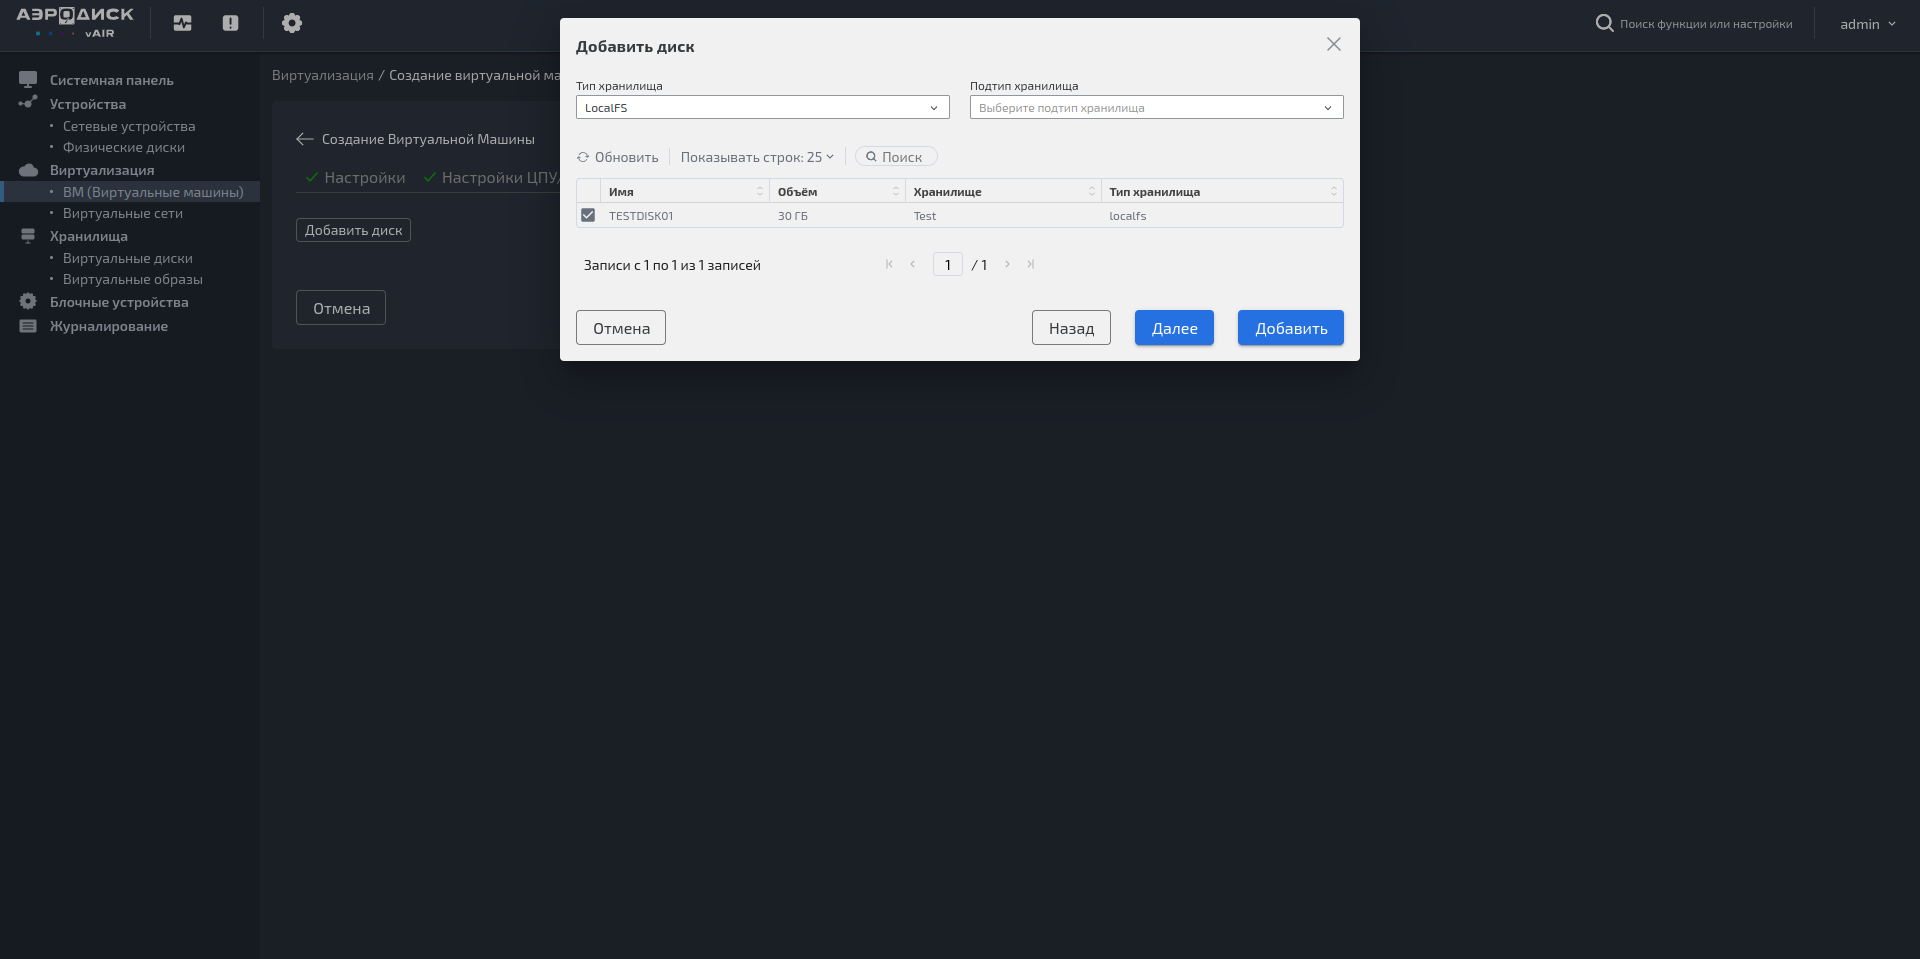 АЭРОДИСК
vAIR
Поиск функции или настройки
admin
Системная панель
Устройства
Сетевые устройства
Физические диски
Виртуализация
ВМ (Виртуальные машины)
Виртуальные сети
Хранилища
Виртуальные диски
Виртуальные образы
Блочные устройства
Журналирование
Виртуализация / Создание виртуальной ма
Создание Виртуальной Машины
Настройки Настройки ЦПУ/
Добавить диск
Отмена
Добавить диск
Тип хранилища Подтип хранилища
LocalFS Выберите подтип хранилища
Обновить Показывать строк: 25 Поиск
Имя Объём Хранилище Тип хранилища
TESTDISK01 30 ГБ Test localfs
Записи с 1 по 1 из 1 записей 1 / 1
Отмена Назад Далее Добавить